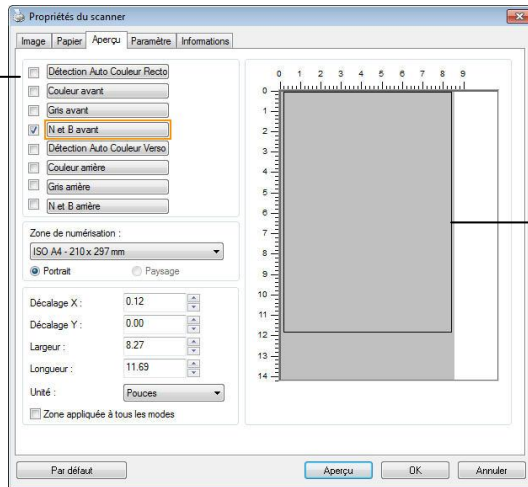 Propriétés du scanner
Image Papier Aperçu Paramètre Informations
Détection Auto Couleur Recto
Couleur avant
Gris avant
N et B avant
Détection Auto Couleur Verso
Couleur arrière
Gris arrière
N et B arrière
Zone de numérisation :
ISO A4 - 210 x 297 mm
Portrait Paysage
Décalage X : 0.12
Décalage Y : 0.00
Largeur : 8.27
Longueur : 11.69
Unité : Pouces
Zone appliquée à tous les modes
0 1 2 3 4 5 6 7 8 9
0
1
2
3
4
5
6
7
8
9
10
11
12
13
14
Par défaut Aperçu OK Annuler